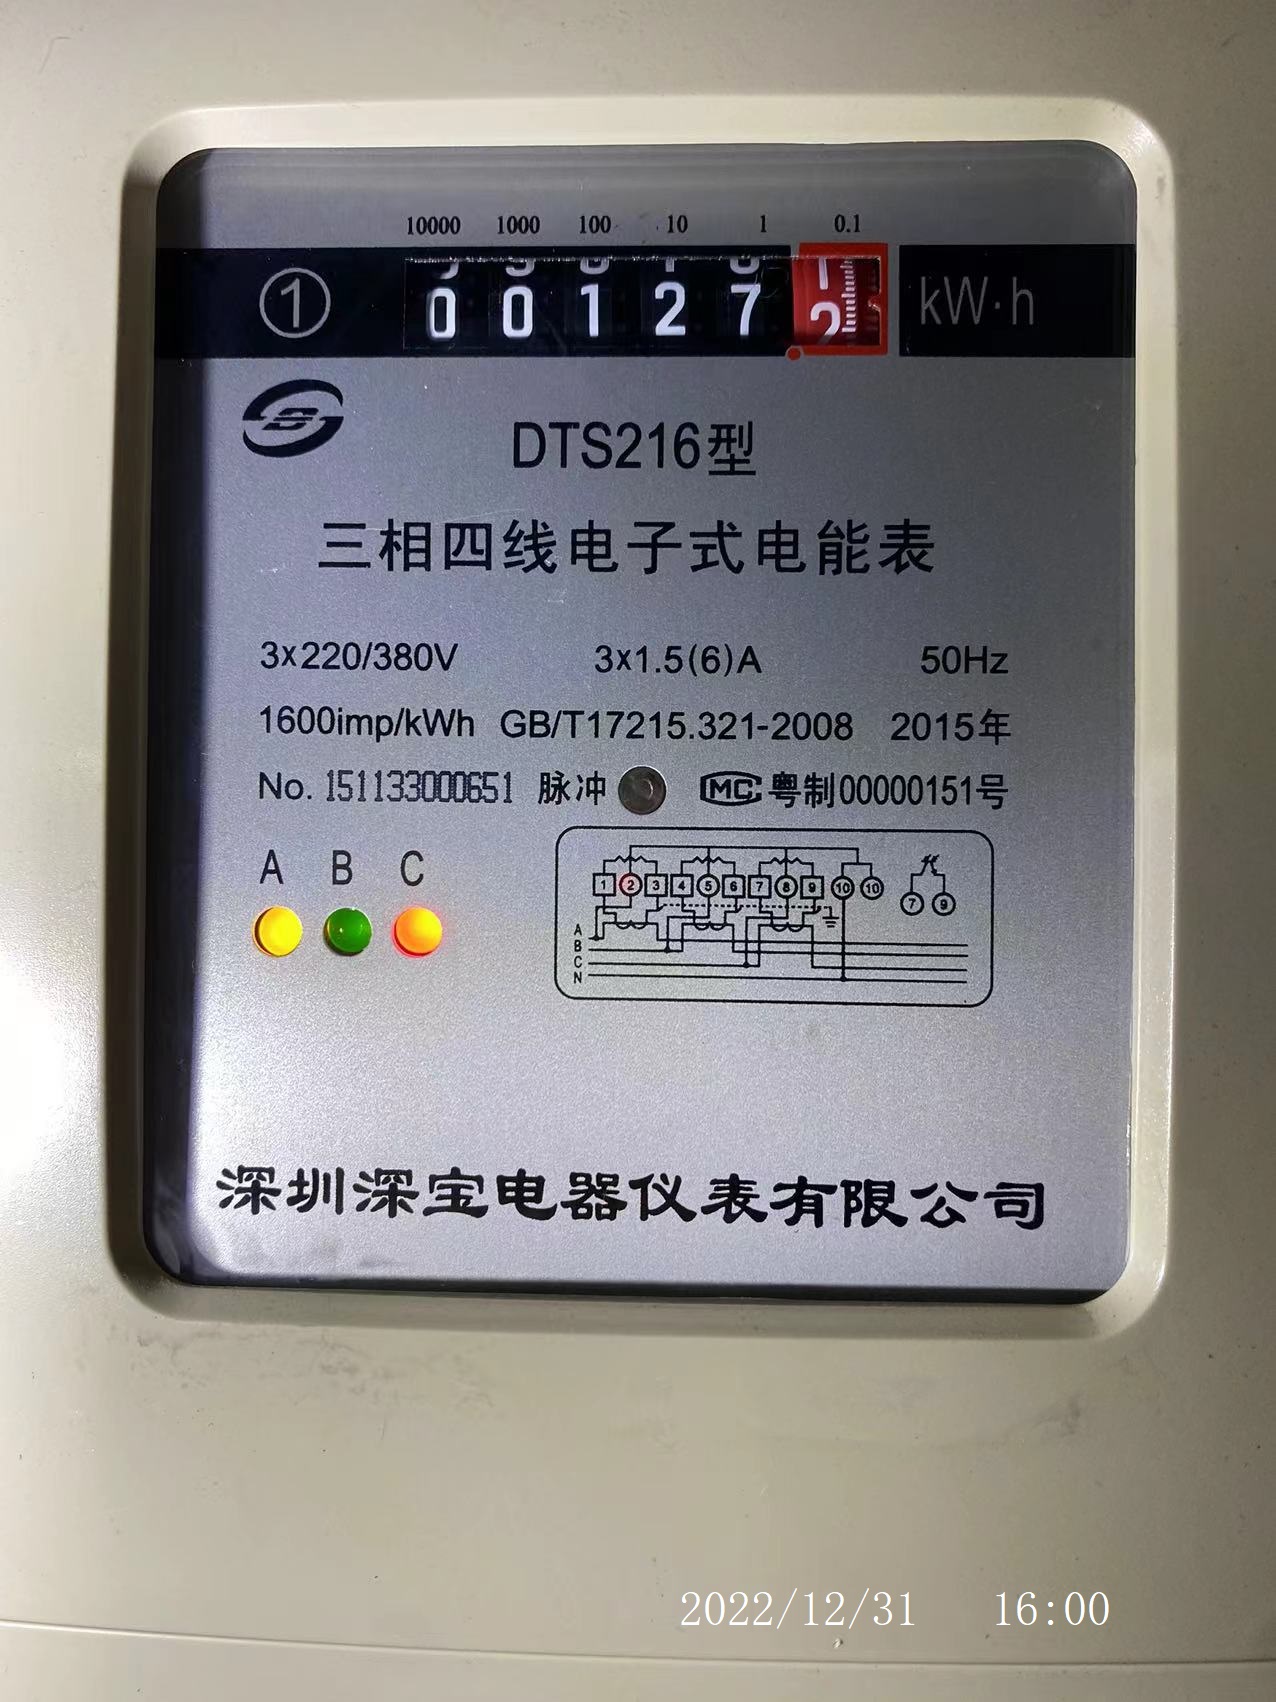 10000 1000 100 10 1 0.1
① 0 0 1 2 7 2 kW·h
DTS216型
三相四线电子式电能表
3x220/380V 3x1.5(6)A 50Hz
1600imp/kWh GB/T17215.321-2008 2015年
No. 151133000651 脉冲 MC 粤制00000151号
A B C
1 2 3 4 5 6 7 8 9 10 10 7 9
A
B
C
N
深圳深宝电器仪表有限公司
2022/12/31 16:00